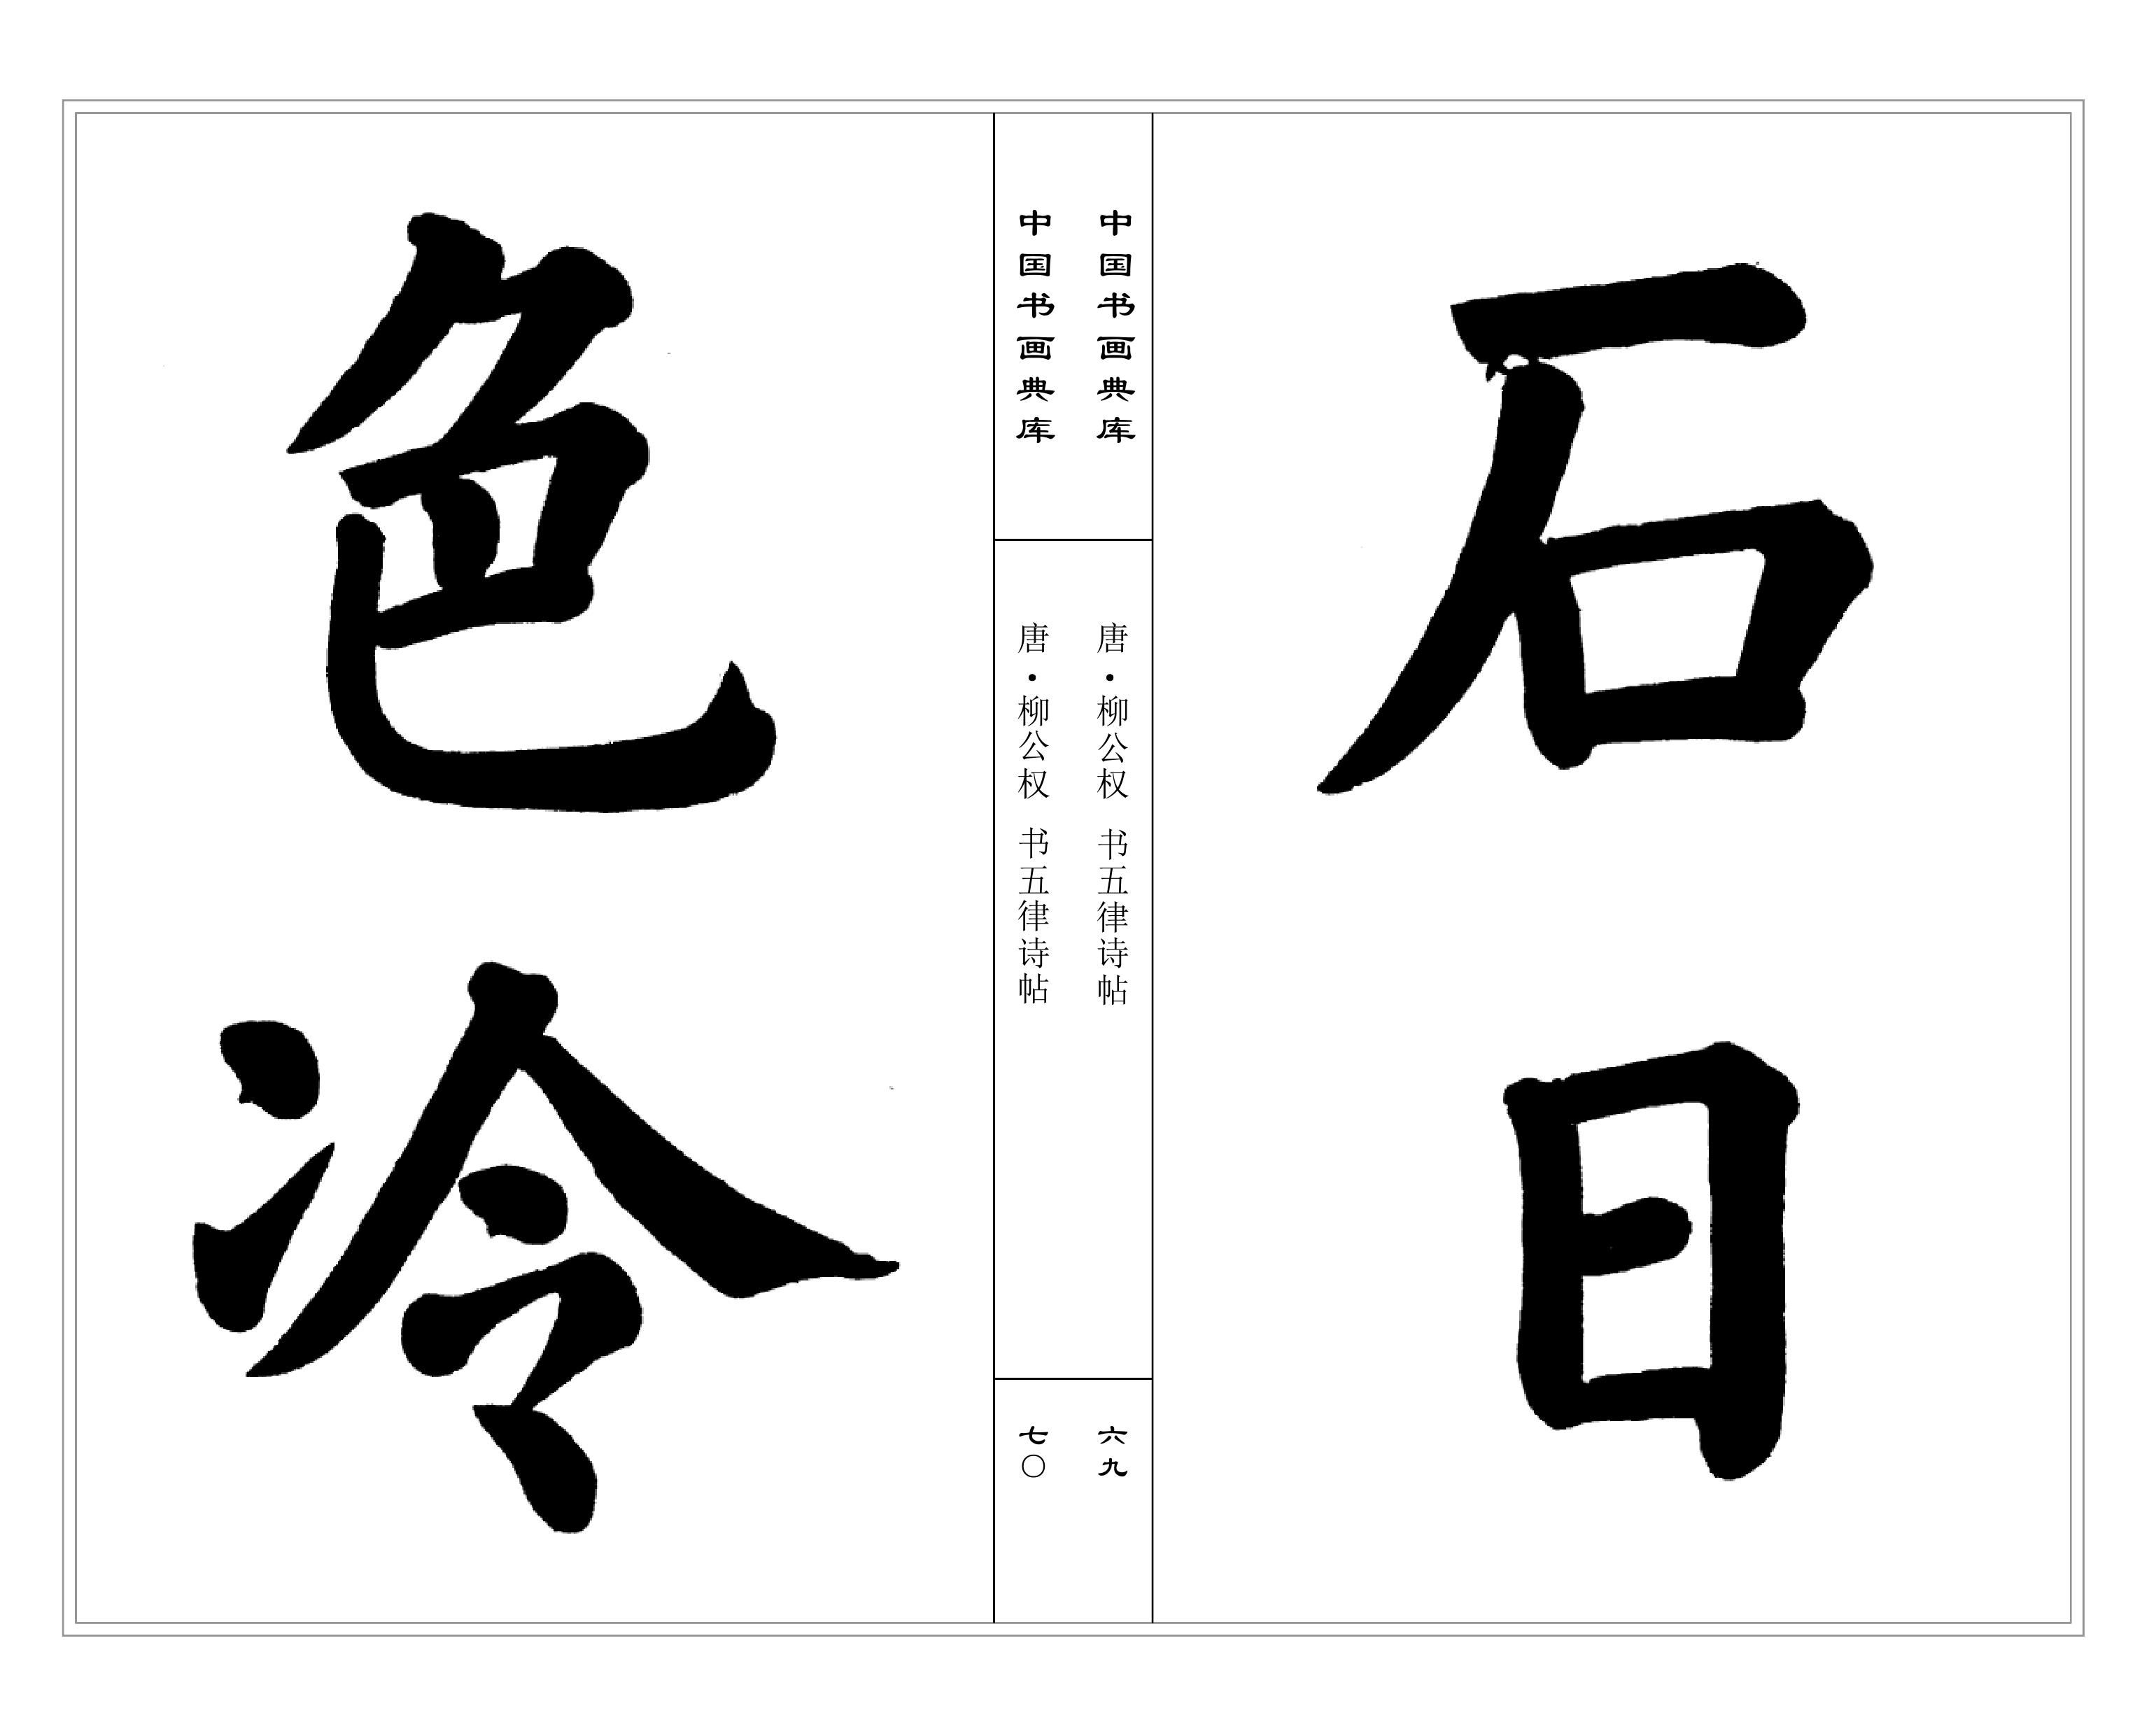 石日
中国书画典库
唐·柳公权 书五律诗帖
六九
中国书画典库
唐·柳公权 书五律诗帖
七〇
色冷